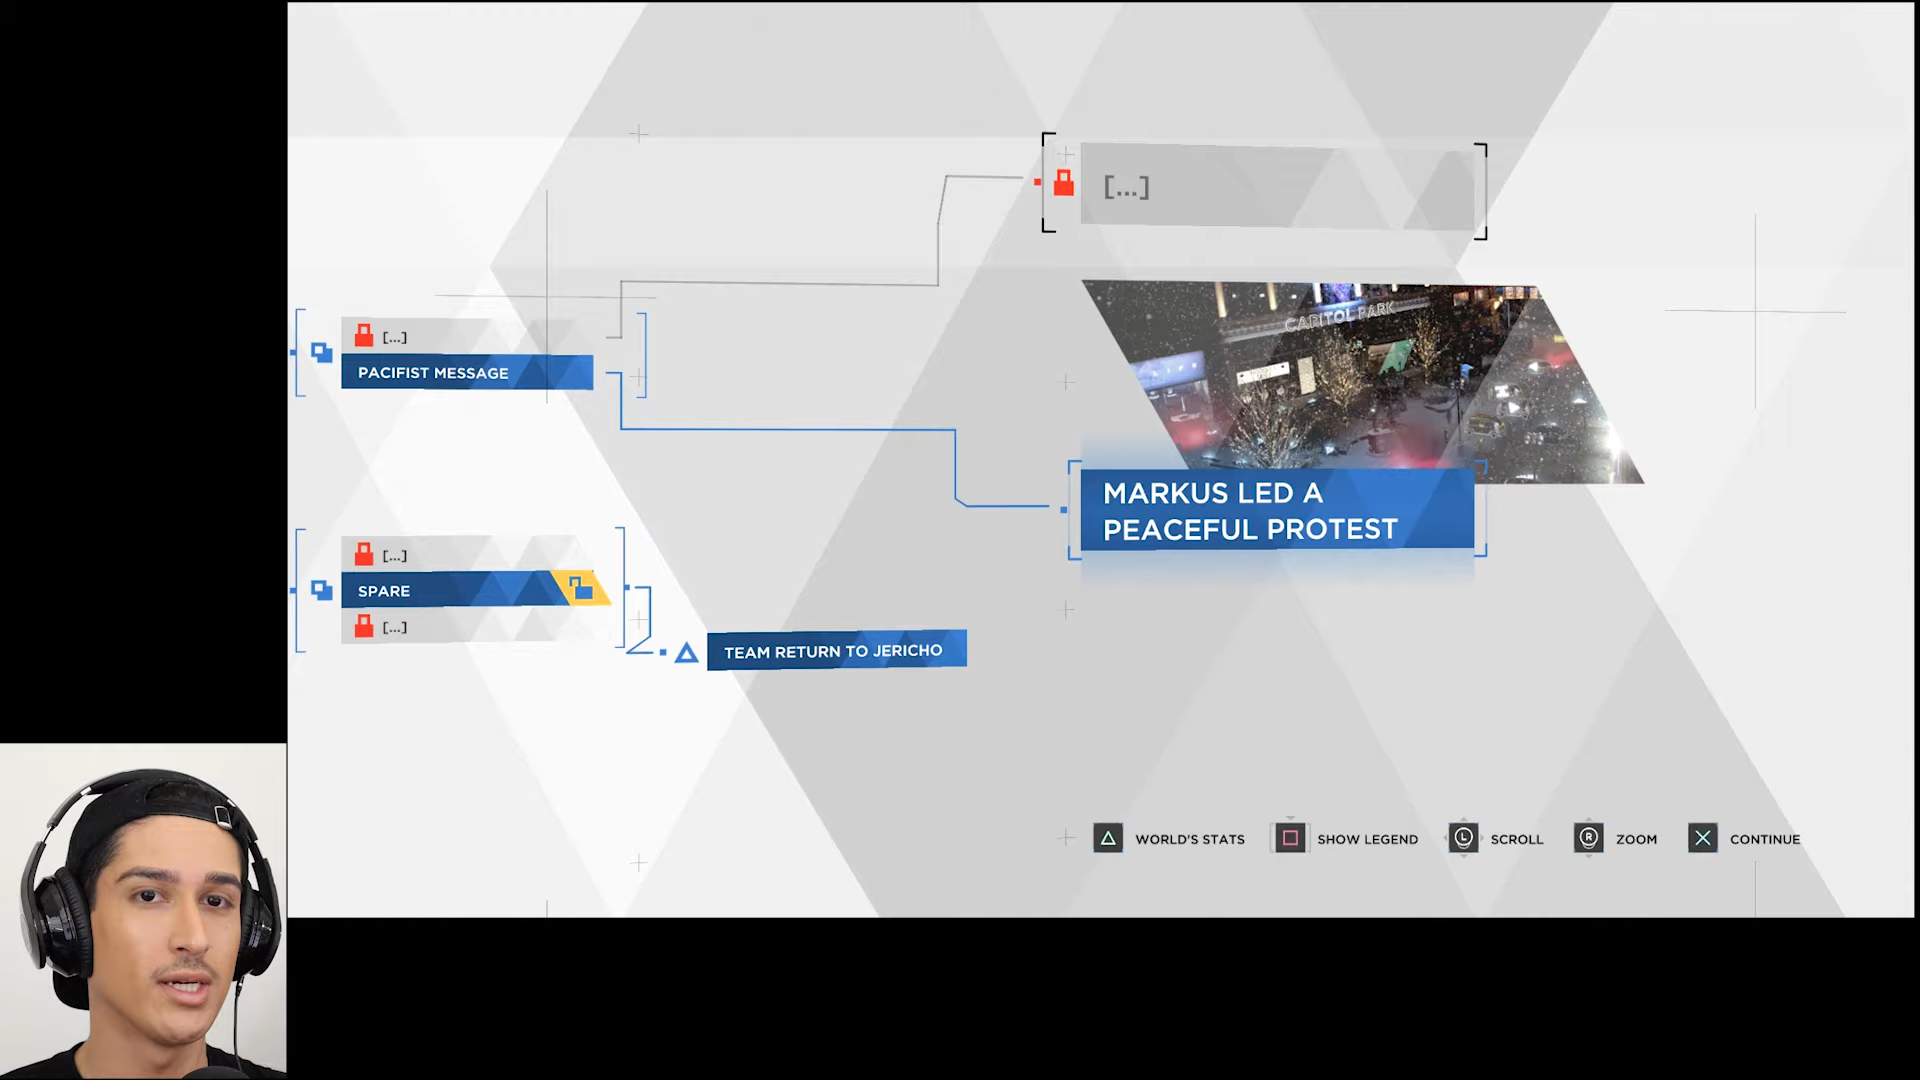 [...]
CAPITOL PARK
[...]
PACIFIST MESSAGE
MARKUS LED A
PEACEFUL PROTEST
[...]
SPARE
[...]
TEAM RETURN TO JERICHO
WORLD'S STATS
SHOW LEGEND
L
SCROLL
R
ZOOM
CONTINUE